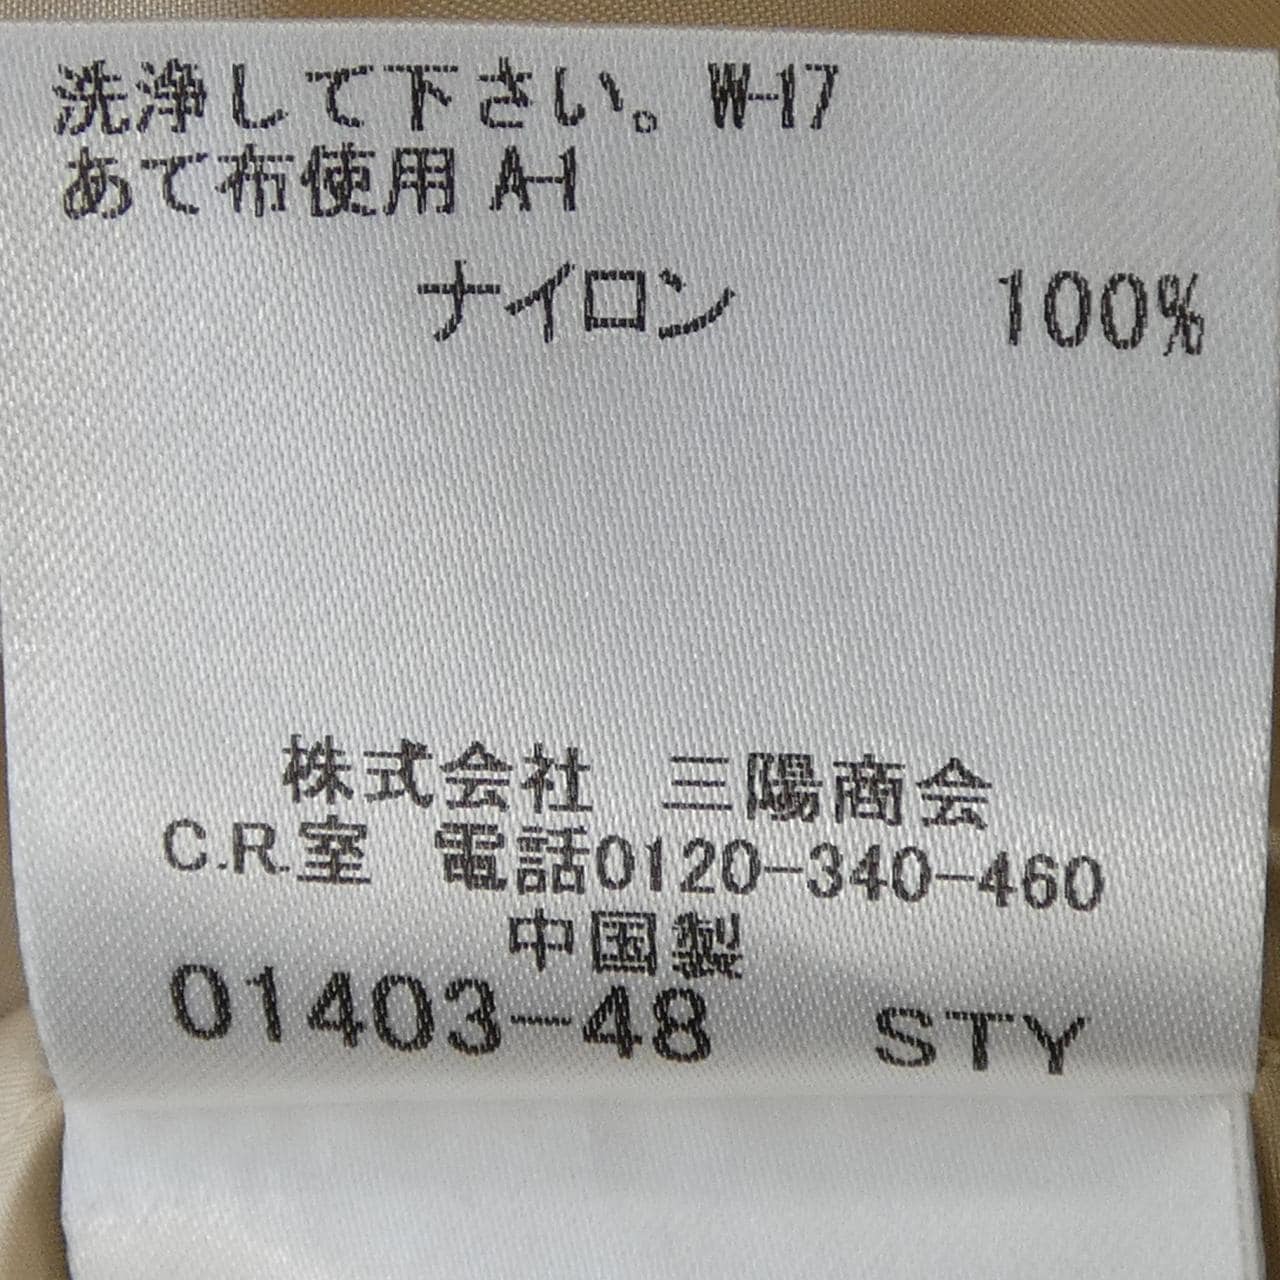 洗浄して下さい。W-17
あて布使用 A-1
ナイロン 100%
株式会社 三陽商会
C.R.室 電話0120-340-460
中国製
01403-48 STY